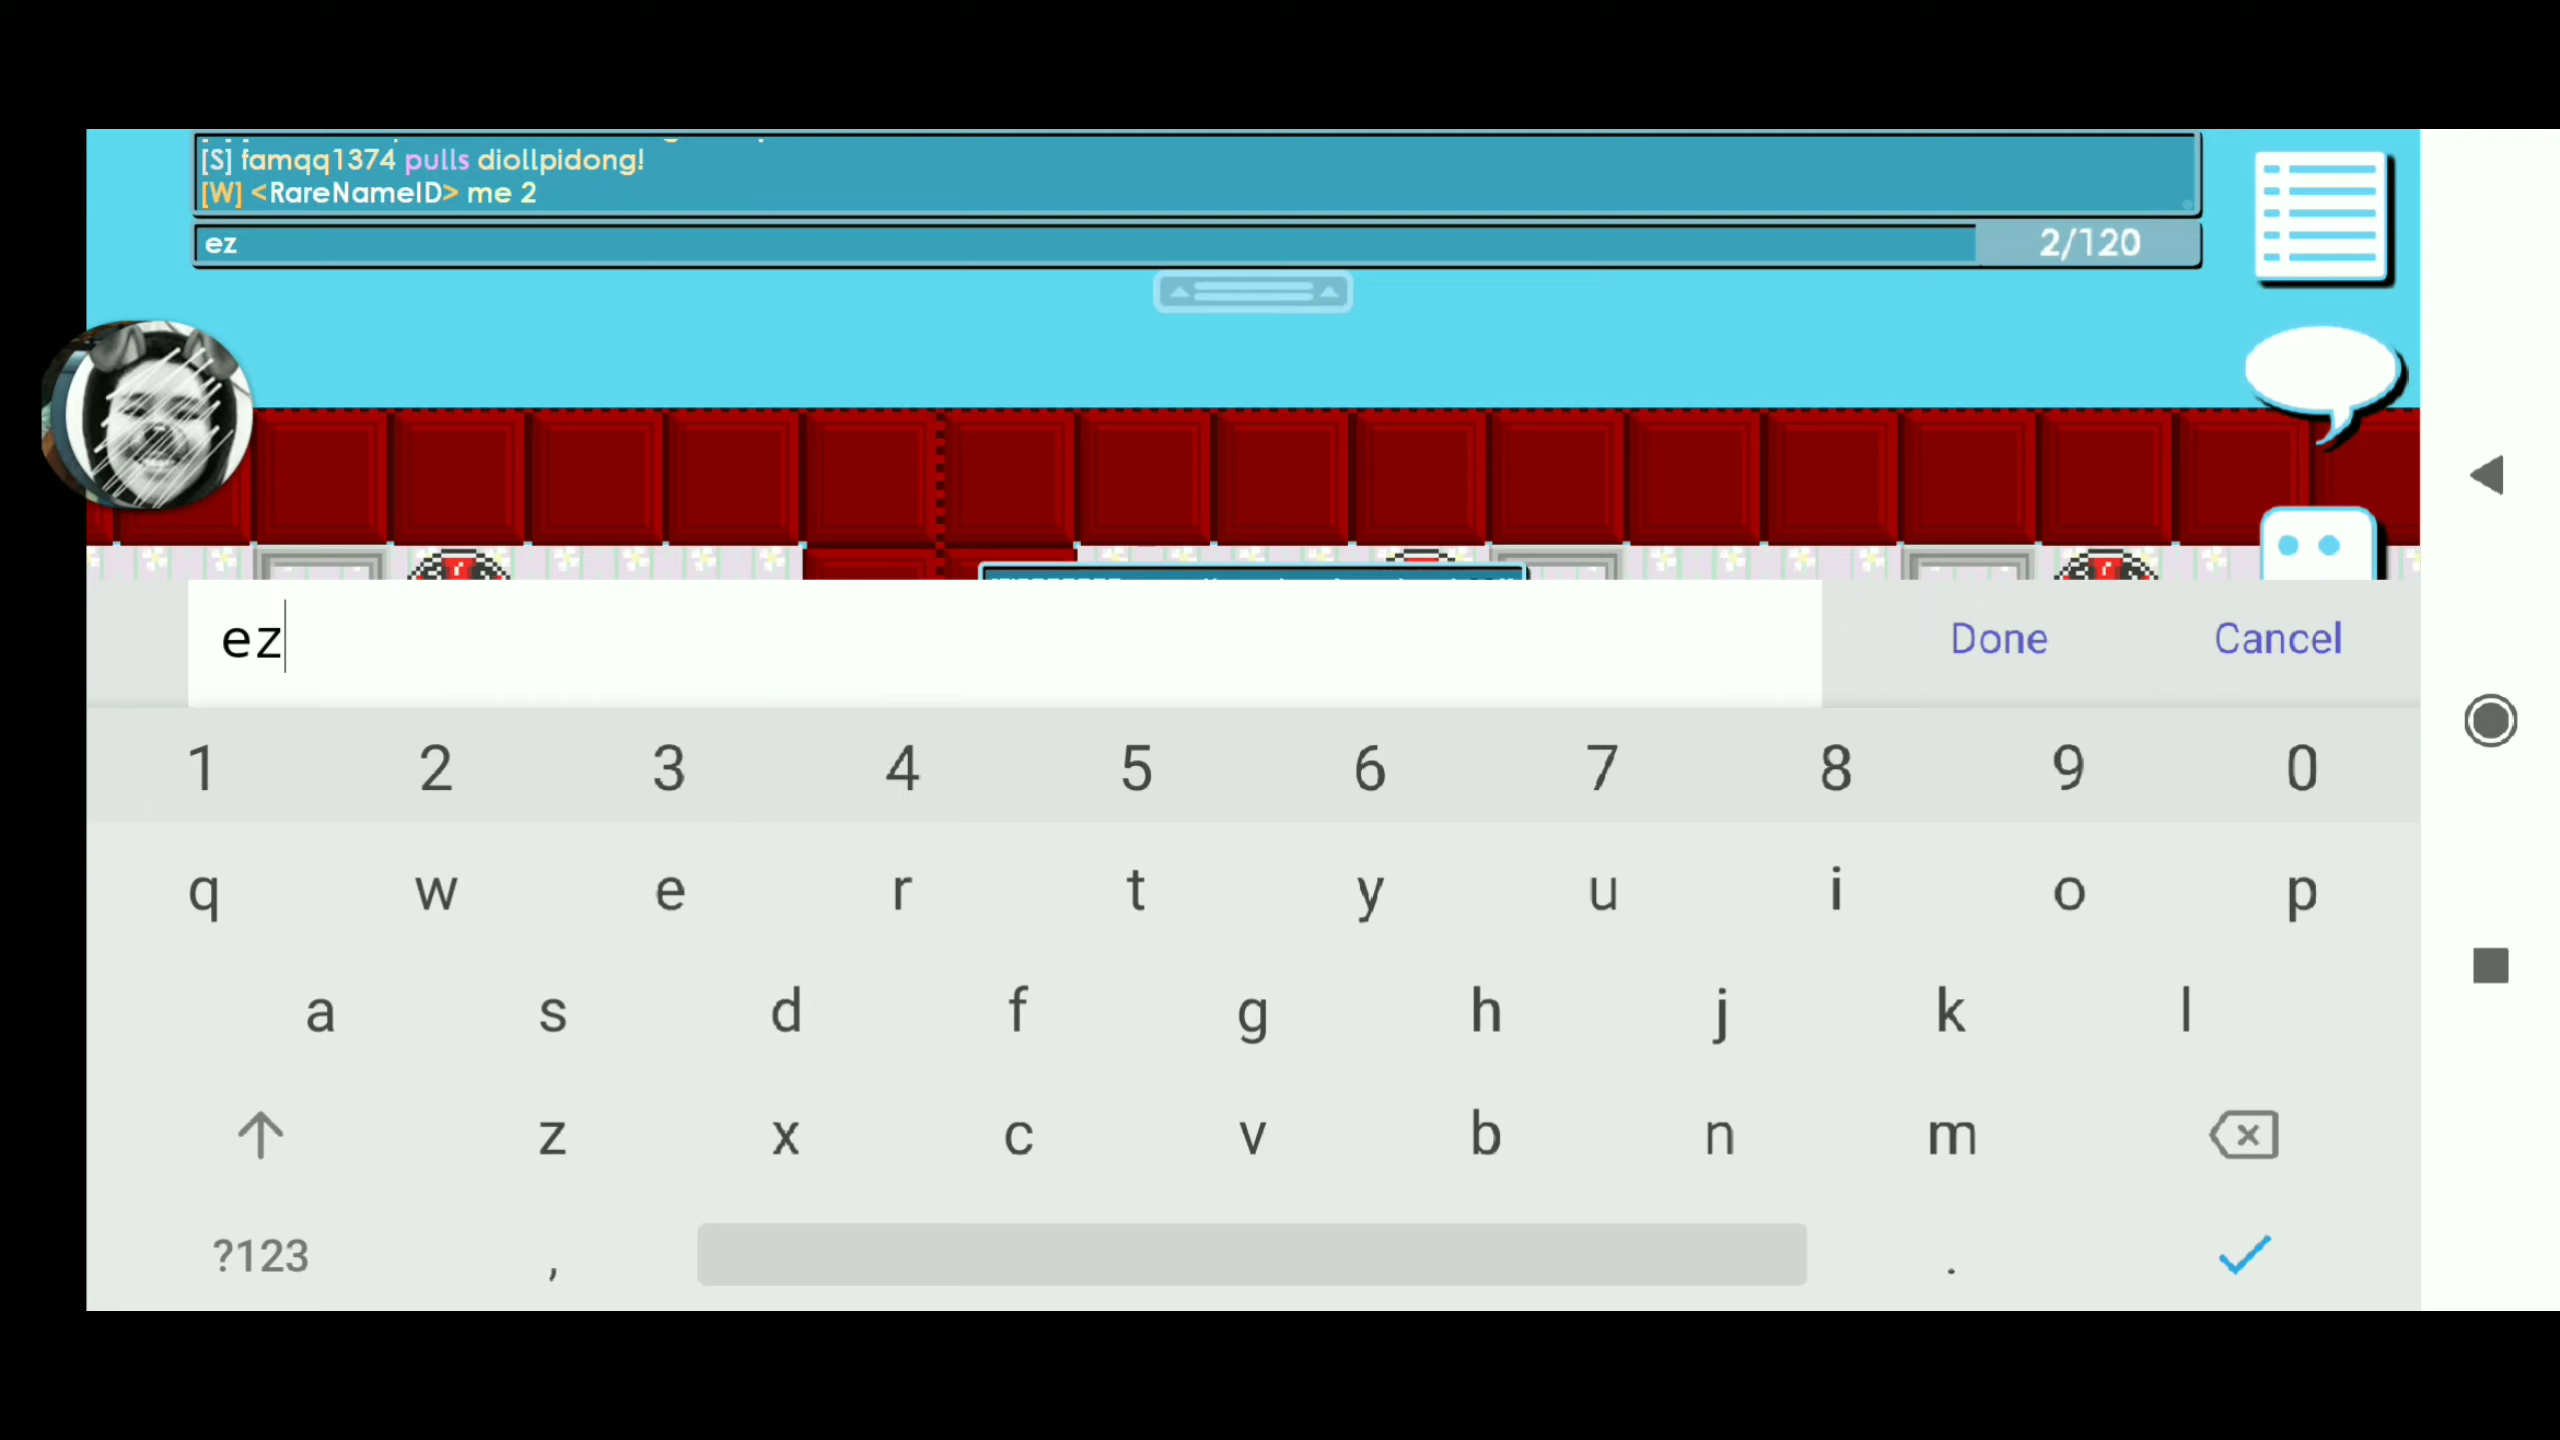 [S] famqq1374 pulls diollpidong!
[W] <RareNameID> me 2
ez
2/120
ez
Done
Cancel
1 2 3 4 5 6 7 8 9 0
q w e r t y u i o p
a s d f g h j k l
z x c v b n m
?123 , .